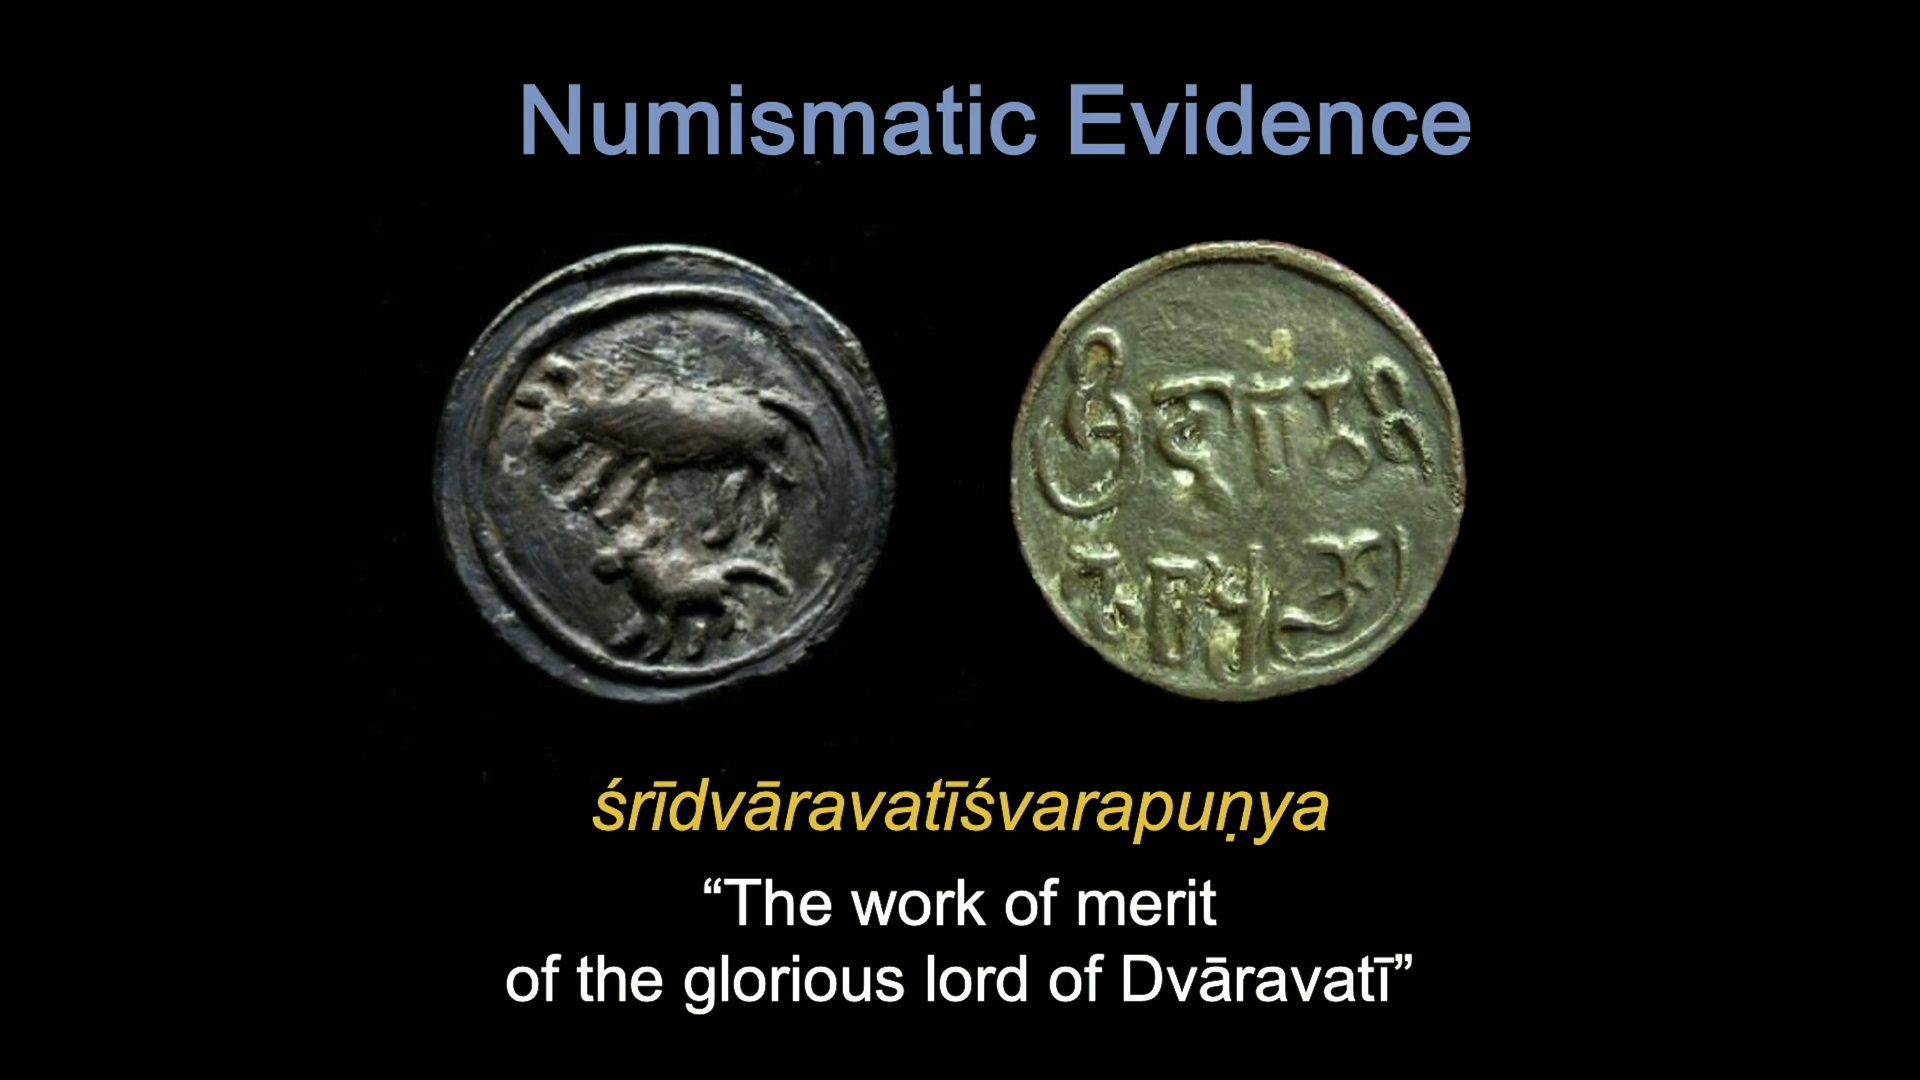 Numismatic Evidence
śrīdvāravatīśvarapuṇya
“The work of merit
of the glorious lord of Dvāravatī”